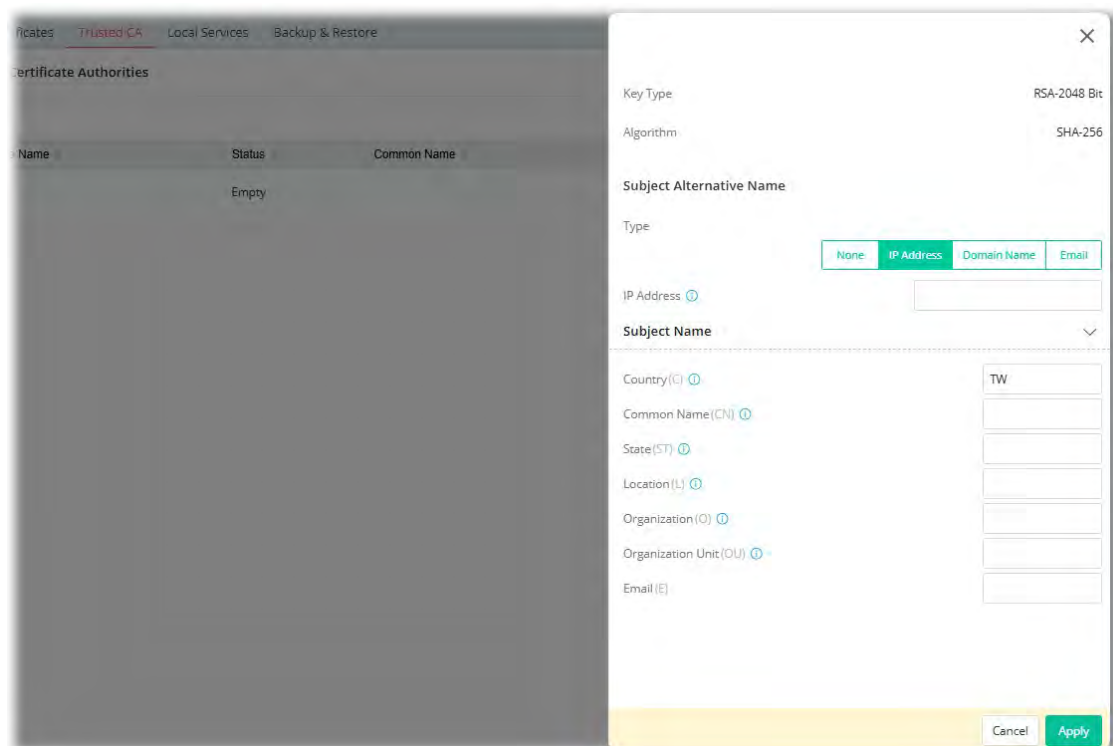 ficates Trusted CA Local Services Backup & Restore
Certificate Authorities
Name Status Common Name
Empty
Key Type RSA-2048 Bit
Algorithm SHA-256
Subject Alternative Name
Type
None IP Address Domain Name Email
IP Address
Subject Name
Country (C) TW
Common Name (CN)
State (ST)
Location (L)
Organization (O)
Organization Unit (OU)
Email (E)
Cancel Apply